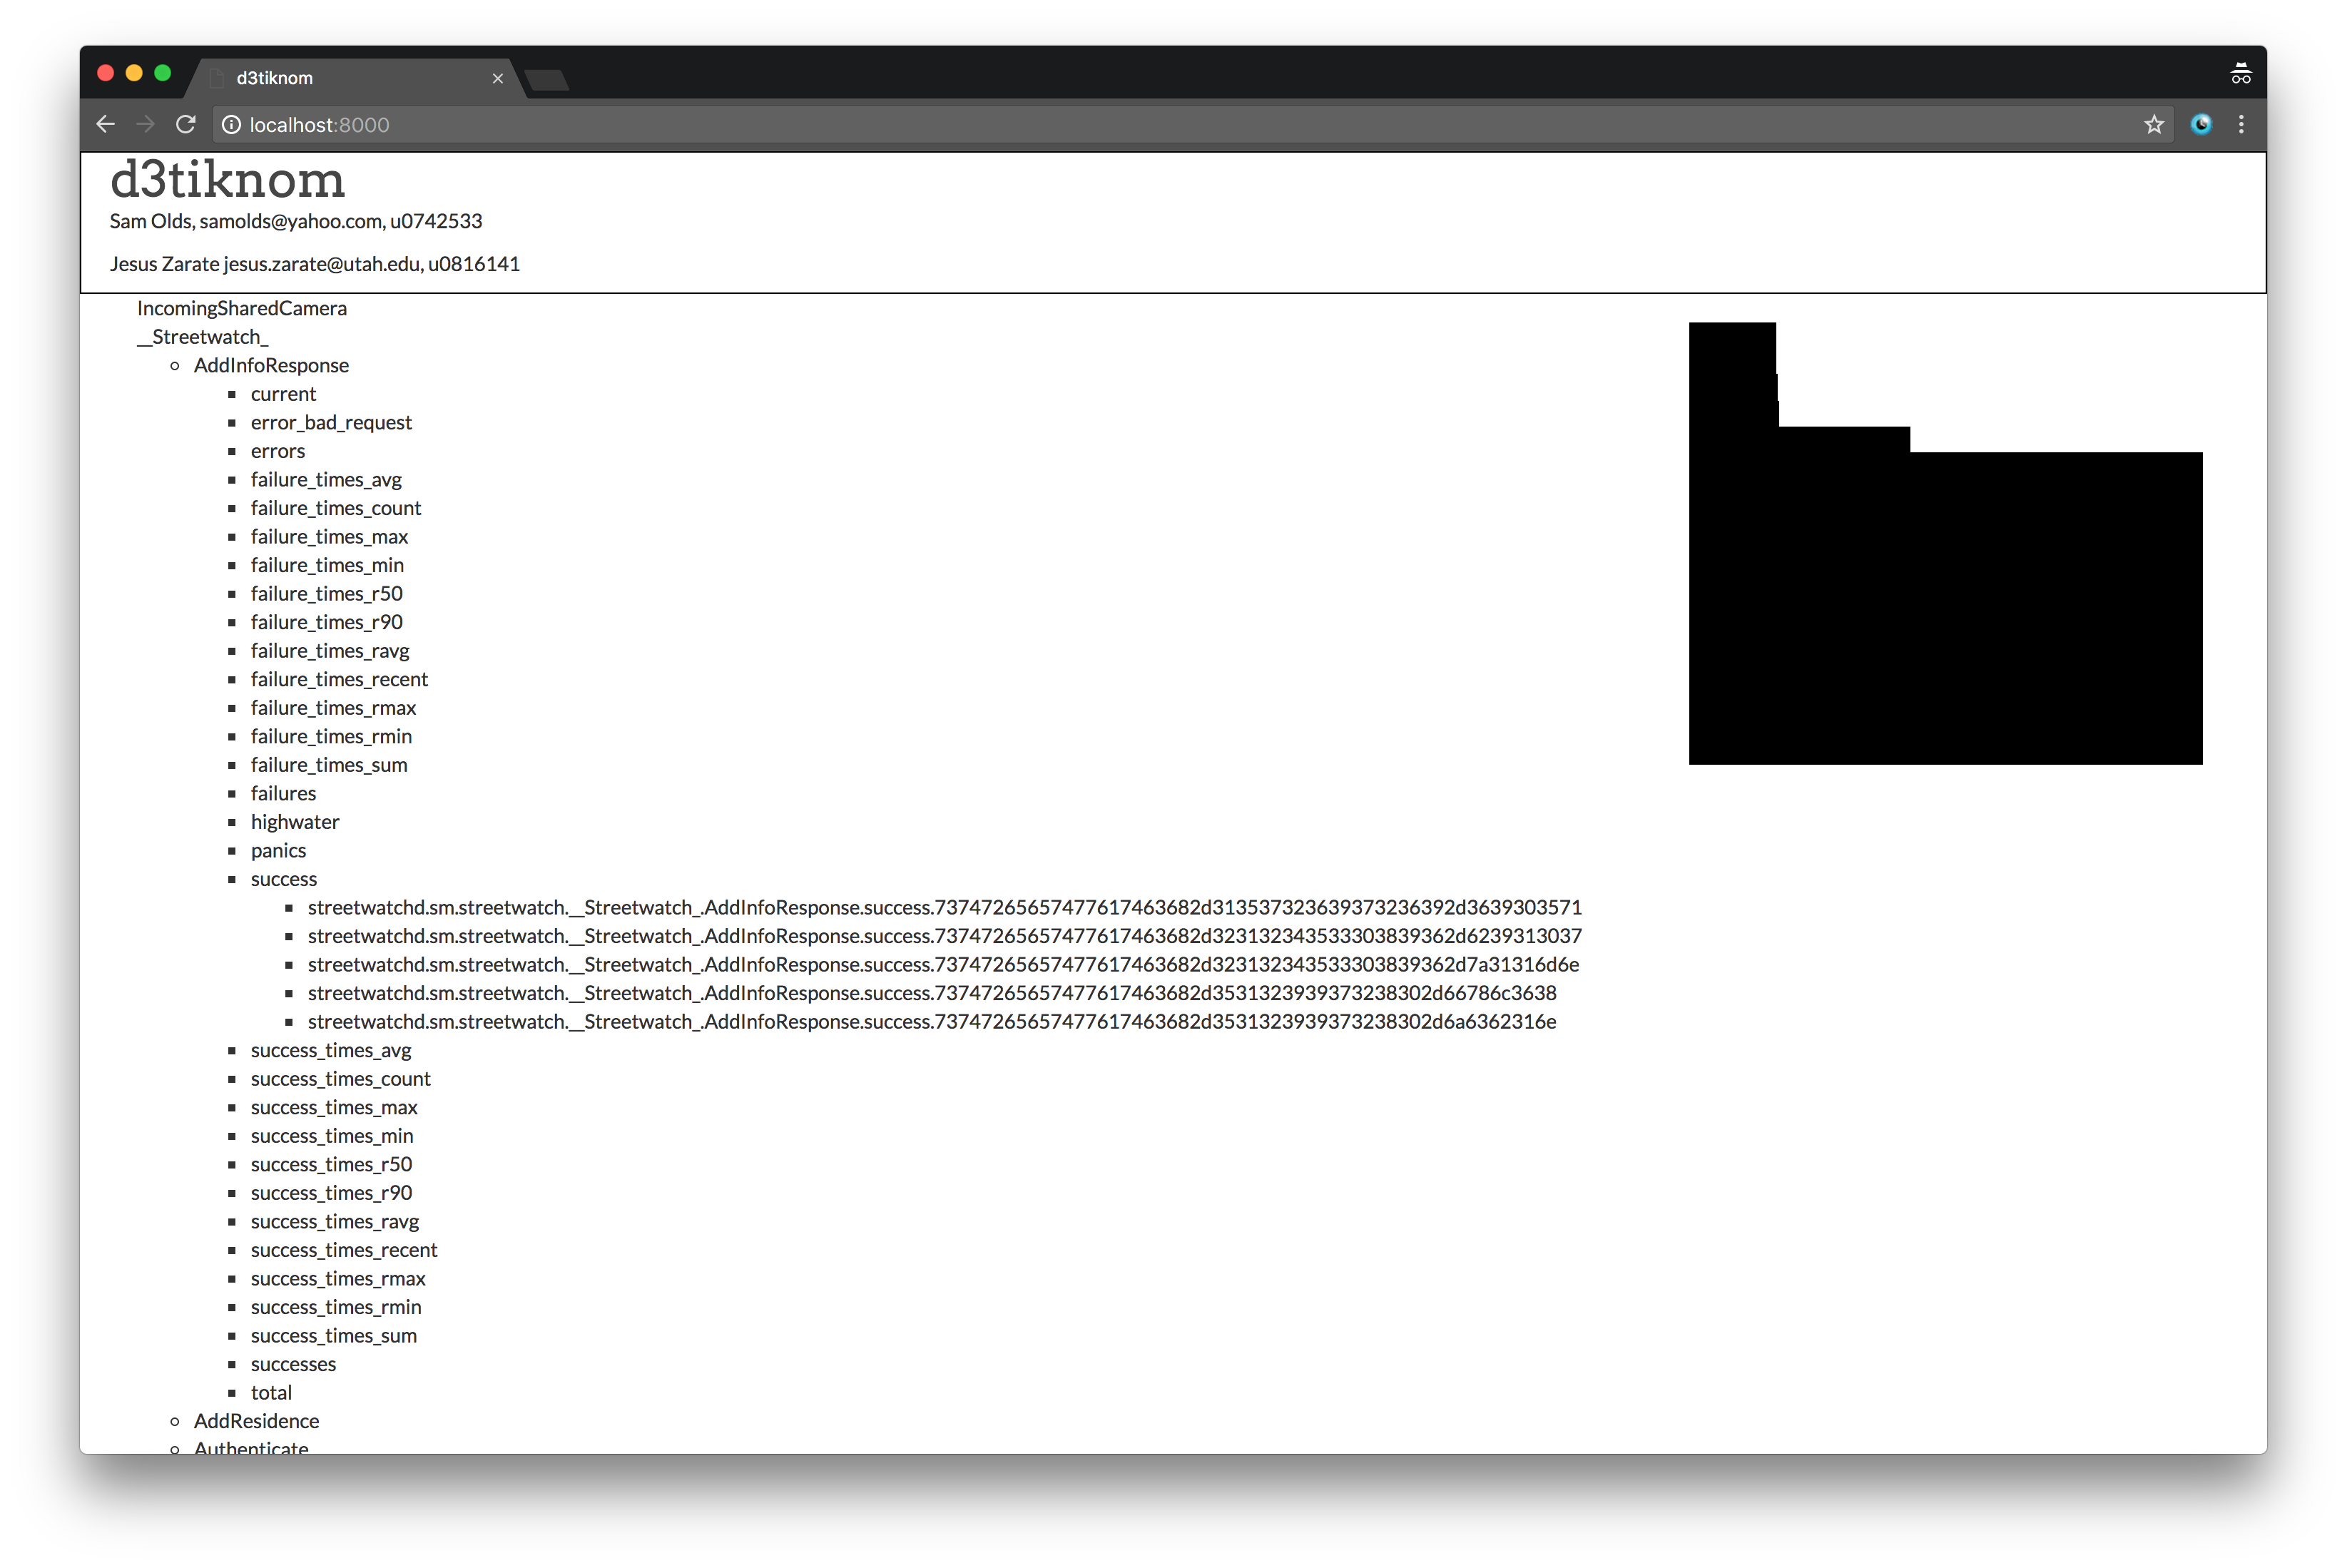 d3tiknom
localhost:8000
d3tiknom
Sam Olds, samolds@yahoo.com, u0742533
Jesus Zarate jesus.zarate@utah.edu, u0816141
IncomingSharedCamera
__Streetwatch_
AddInfoResponse
current
error_bad_request
errors
failure_times_avg
failure_times_count
failure_times_max
failure_times_min
failure_times_r50
failure_times_r90
failure_times_ravg
failure_times_recent
failure_times_rmax
failure_times_rmin
failure_times_sum
failures
highwater
panics
success
streetwatchd.sm.streetwatch.__Streetwatch_.AddInfoResponse.success.73747265657477617463682d313537323639373236392d3639303571
streetwatchd.sm.streetwatch.__Streetwatch_.AddInfoResponse.success.73747265657477617463682d323132343533303839362d6239313037
streetwatchd.sm.streetwatch.__Streetwatch_.AddInfoResponse.success.73747265657477617463682d323132343533303839362d7a31316d6e
streetwatchd.sm.streetwatch.__Streetwatch_.AddInfoResponse.success.73747265657477617463682d3531323939373238302d66786c3638
streetwatchd.sm.streetwatch.__Streetwatch_.AddInfoResponse.success.73747265657477617463682d3531323939373238302d6a6362316e
success_times_avg
success_times_count
success_times_max
success_times_min
success_times_r50
success_times_r90
success_times_ravg
success_times_recent
success_times_rmax
success_times_rmin
success_times_sum
successes
total
AddResidence
Authenticate